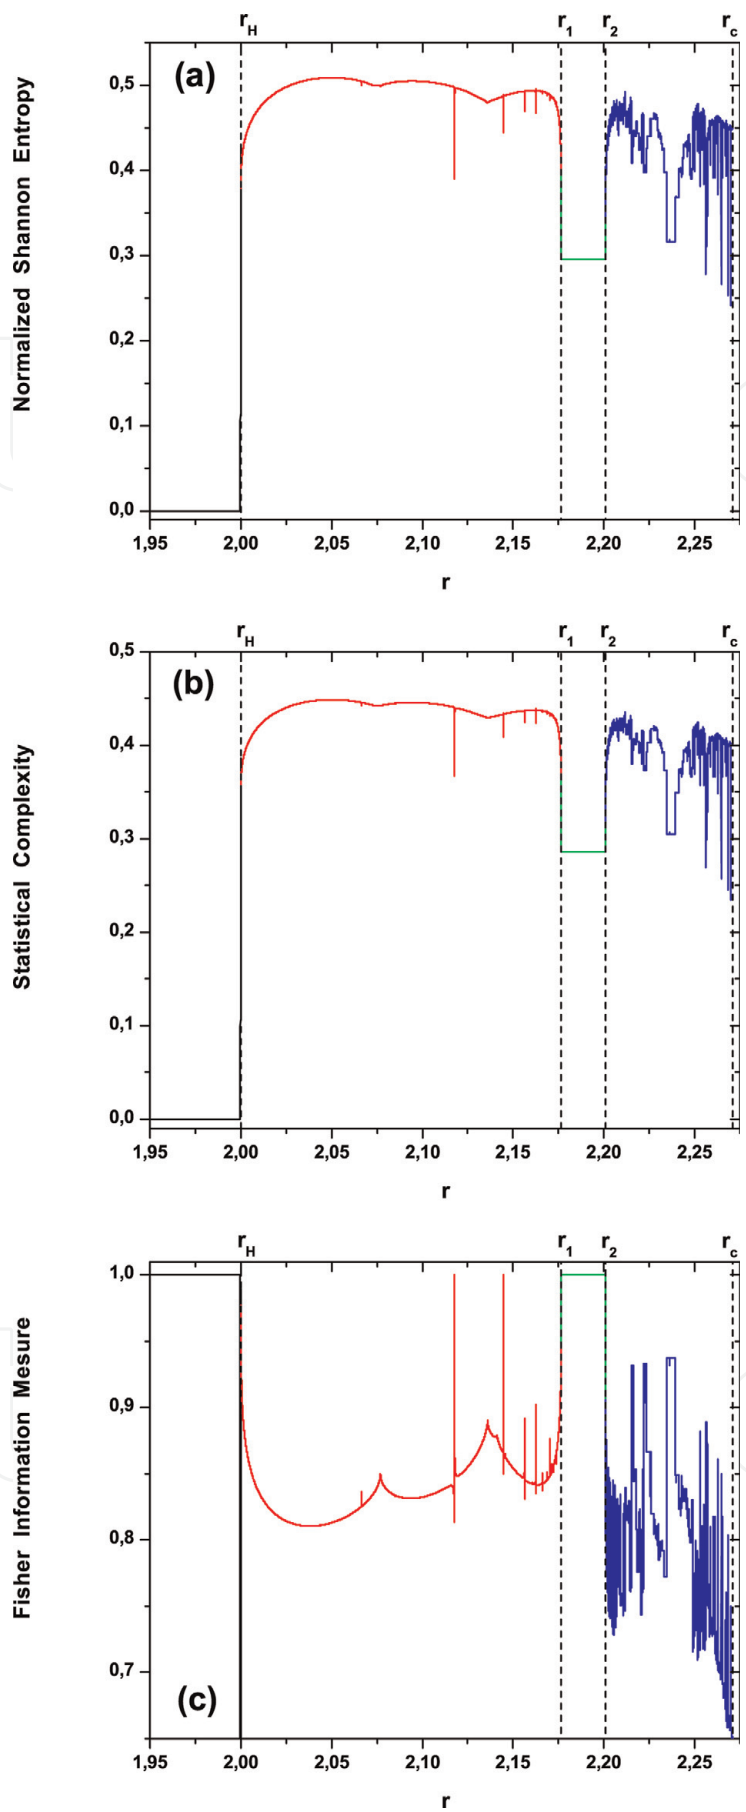 r_H r_1 r_2 r_c
(a)
Normalized Shannon Entropy
0,5
0,4
0,3
0,2
0,1
0,0
1,95 2,00 2,05 2,10 2,15 2,20 2,25
r
r_H r_1 r_2 r_c
(b)
Statistical Complexity
0,5
0,4
0,3
0,2
0,1
0,0
1,95 2,00 2,05 2,10 2,15 2,20 2,25
r
r_H r_1 r_2 r_c
Fisher Information Mesure
1,0
0,9
0,8
0,7
(c)
1,95 2,00 2,05 2,10 2,15 2,20 2,25
r